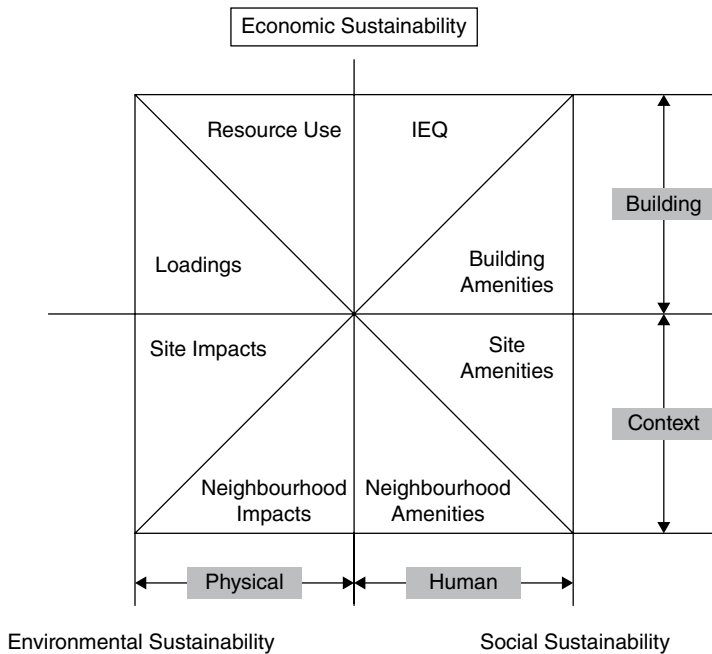 Economic Sustainability
Resource Use
IEQ
Building
Loadings
Building
Amenities
Site Impacts
Site
Amenities
Context
Neighbourhood
Impacts
Neighbourhood
Amenities
Physical
Human
Environmental Sustainability
Social Sustainability